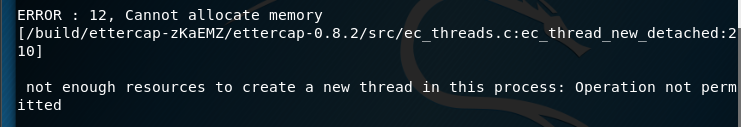 ERROR : 12, Cannot allocate memory
[/build/ettercap-zKaEMZ/ettercap-0.8.2/src/ec_threads.c:ec_thread_new_detached:2
10]
not enough resources to create a new thread in this process: Operation not perm
itted